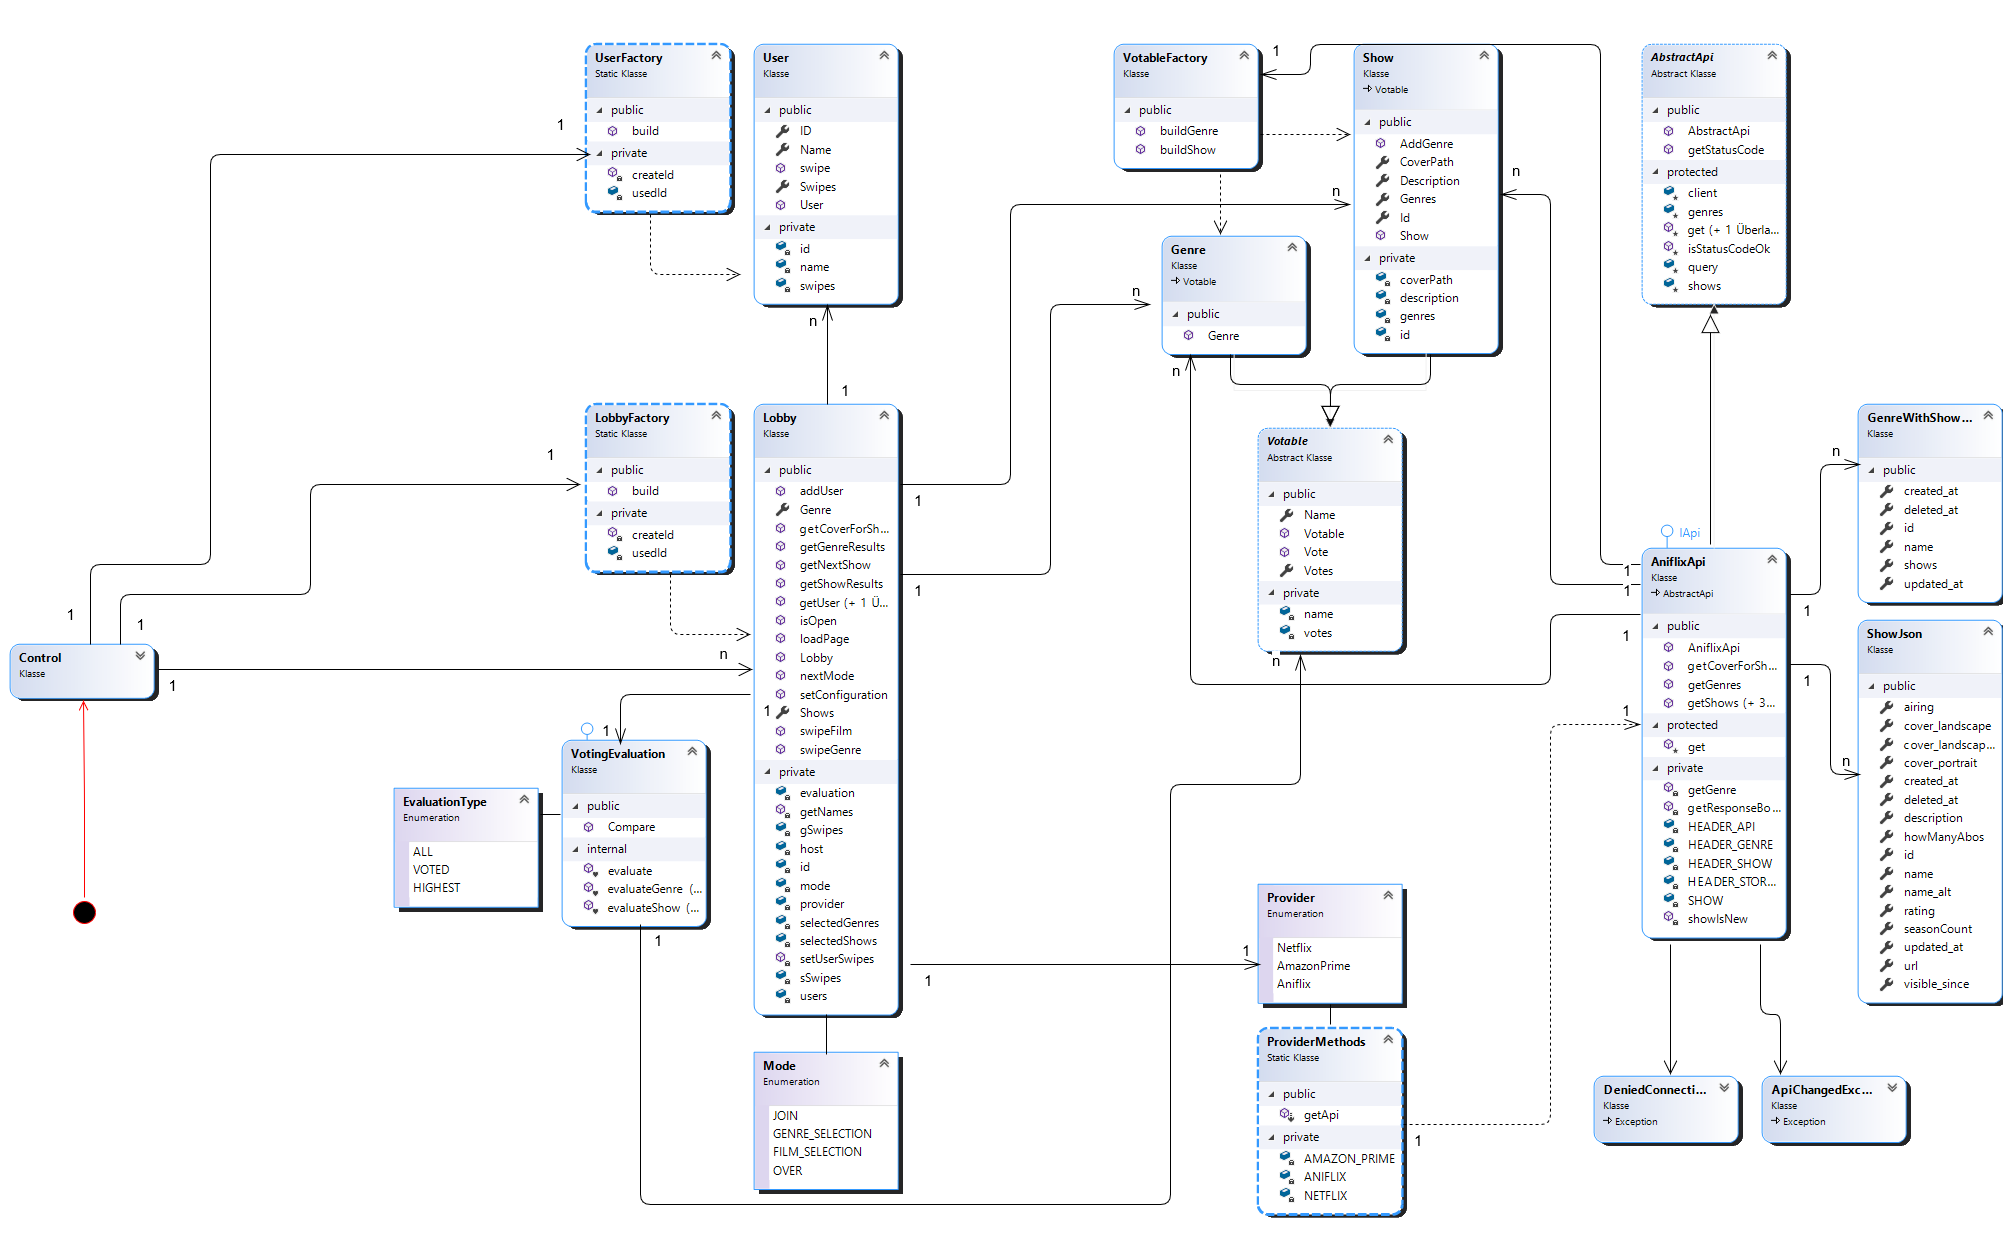 UserFactory
Static Klasse
public
build
private
createId
usedId
1
User
Klasse
public
ID
Name
swipe
Swipes
User
private
id
name
swipes
n
1
VotableFactory
Klasse
public
buildGenre
buildShow
1
Show
Klasse
Votable
public
AddGenre
CoverPath
Description
Genres
Id
Show
private
coverPath
description
genres
id
n
n
AbstractApi
Abstract Klasse
public
AbstractApi
getStatusCode
protected
client
genres
get (+ 1 Überla...
isStatusCodeOk
query
shows
Genre
Klasse
Votable
public
Genre
n
n
LobbyFactory
Static Klasse
public
build
private
createId
usedId
1
Lobby
Klasse
public
addUser
Genre
getCoverForSh...
getGenreResults
getNextShow
getShowResults
getUser (+ 1 Ü...
isOpen
loadPage
Lobby
nextMode
setConfiguration
Shows
swipeFilm
swipeGenre
private
evaluation
getNames
gSwipes
host
id
mode
provider
selectedGenres
selectedShows
setUserSwipes
sSwipes
users
1
1
n
1
1
Votable
Abstract Klasse
public
Name
Votable
Vote
Votes
private
name
votes
n
GenreWithShow...
Klasse
public
created_at
deleted_at
id
name
shows
updated_at
n
IApi
AniflixApi
Klasse
AbstractApi
public
AniflixApi
getCoverForSh...
getGenres
getShows (+ 3...
protected
get
private
getGenre
getResponseBo...
HEADER_API
HEADER_GENRE
HEADER_SHOW
HEADER_STOR...
SHOW
showIsNew
1
1
1
1
1
1
ShowJson
Klasse
public
airing
cover_landscape
cover_landscap...
cover_portrait
created_at
deleted_at
description
howManyAbos
id
name
name_alt
rating
seasonCount
updated_at
url
visible_since
n
Control
Klasse
1
1
1
VotingEvaluation
Klasse
public
Compare
internal
evaluate
evaluateGenre (...
evaluateShow (...
1
1
EvaluationType
Enumeration
ALL
VOTED
HIGHEST
Provider
Enumeration
Netflix
AmazonPrime
Aniflix
1
Mode
Enumeration
JOIN
GENRE_SELECTION
FILM_SELECTION
OVER
ProviderMethods
Static Klasse
public
getApi
private
AMAZON_PRIME
ANIFLIX
NETFLIX
1
DeniedConnecti...
Klasse
Exception
ApiChangedExc...
Klasse
Exception